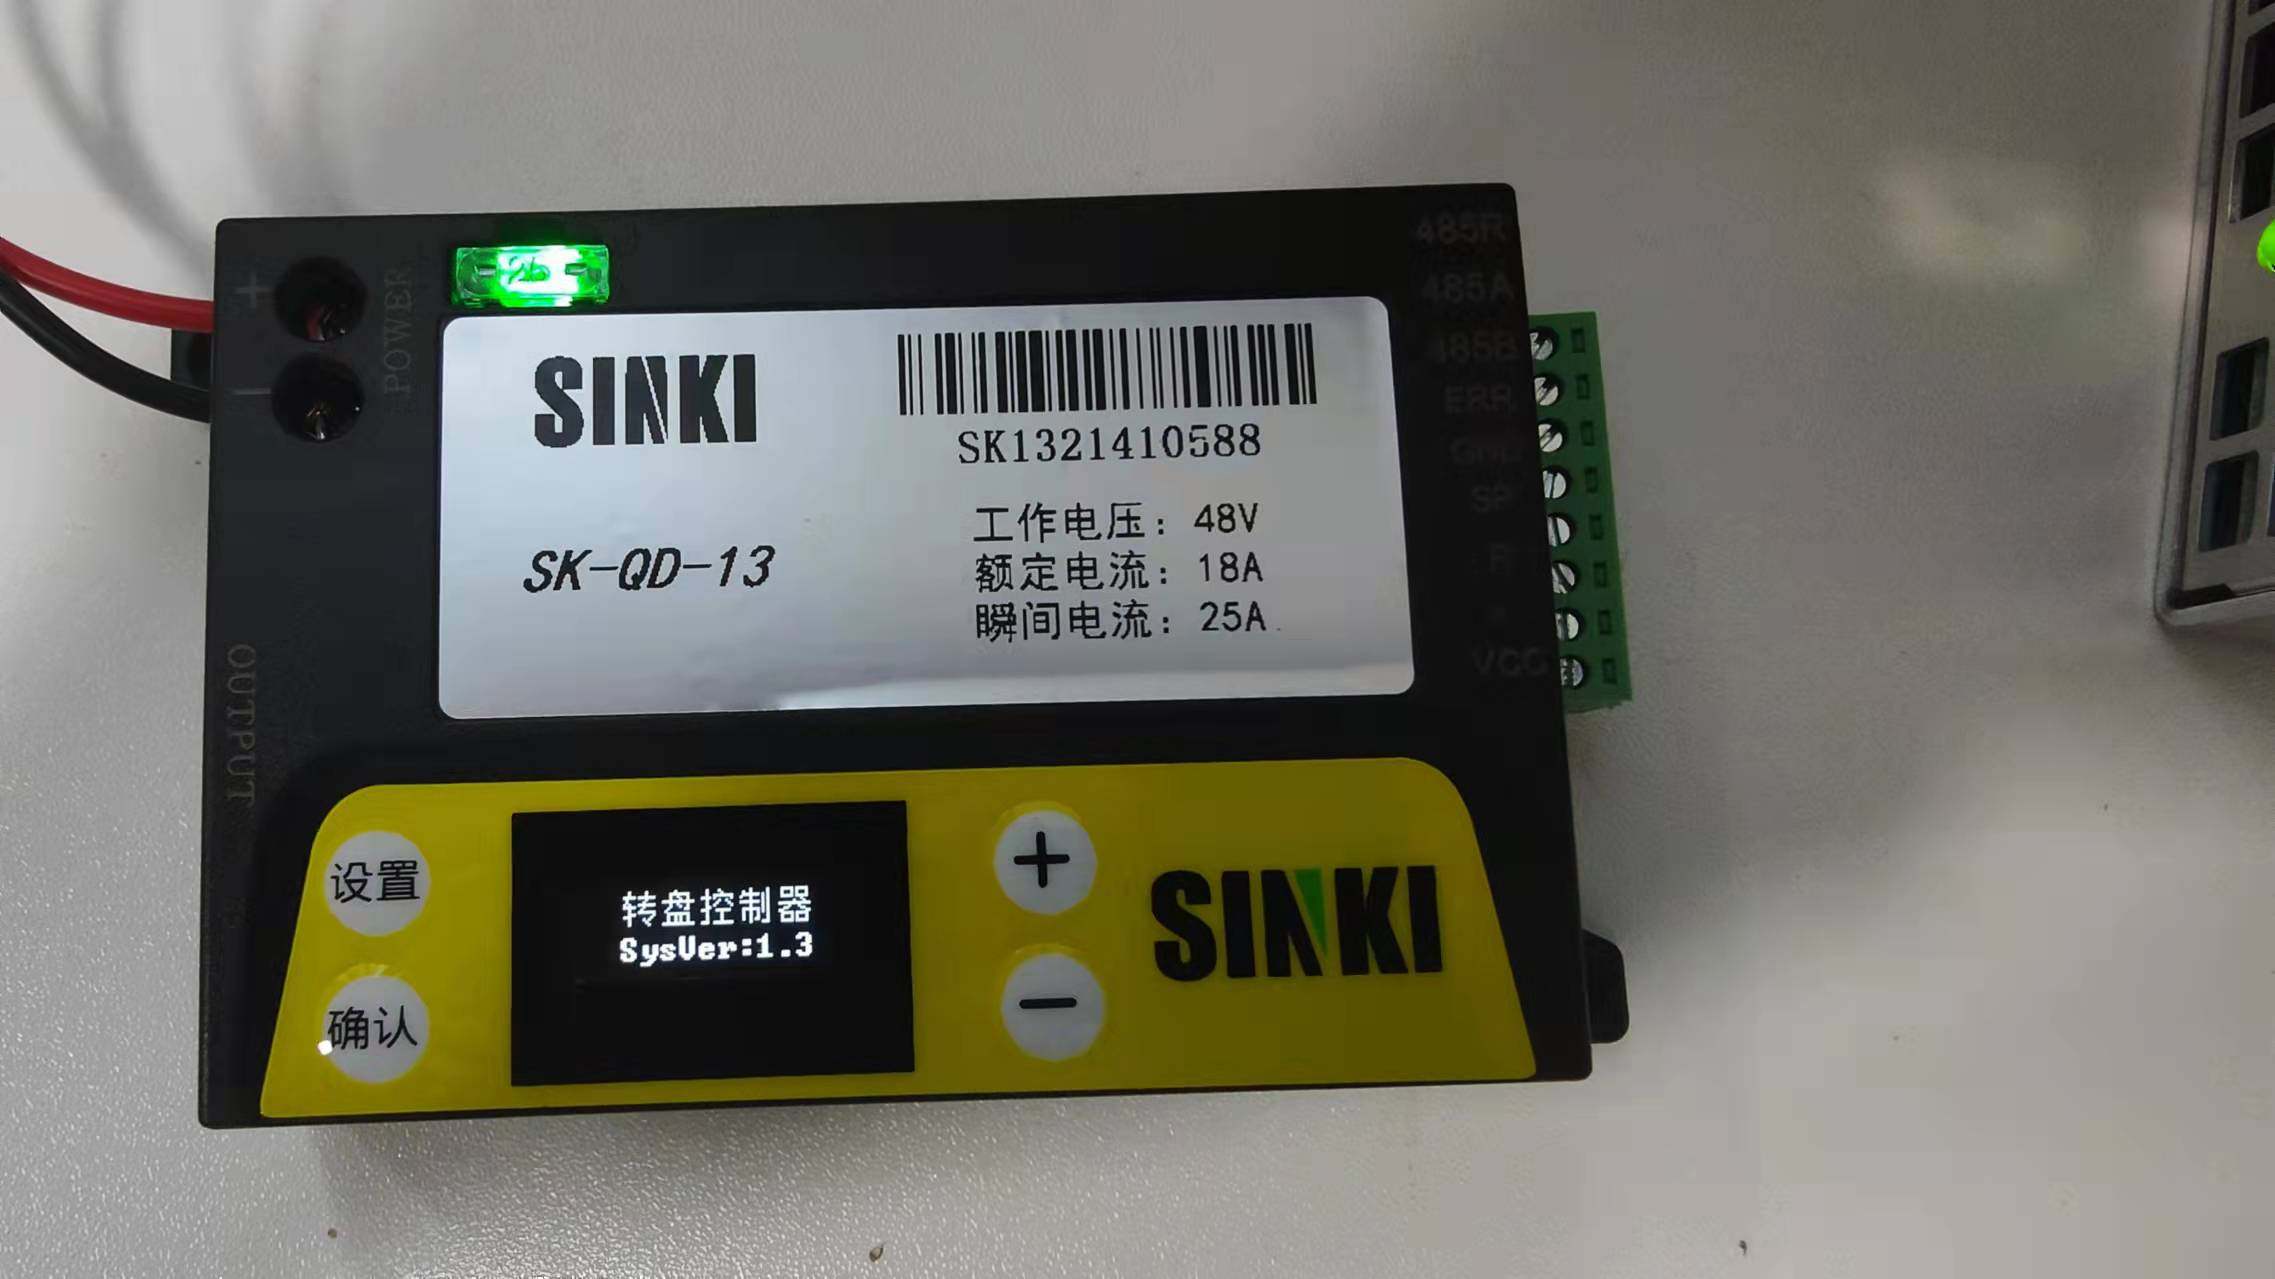 +
−
POWER
OUTPUT
SINKI
SK-QD-13
SK1321410588
工作电压：48V
额定电流：18A
瞬间电流：25A
485R
485A
485B
ERR
GND
SP
VCC
设置
确认
转盘控制器
SysVer:1.3
+
−
SINKI